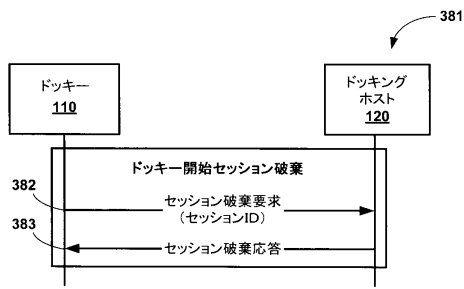 381
ドッキー
110
ドッキング
ホスト
120
ドッキー開始セッション破棄
382
セッション破棄要求
(セッションID)
383
セッション破棄応答